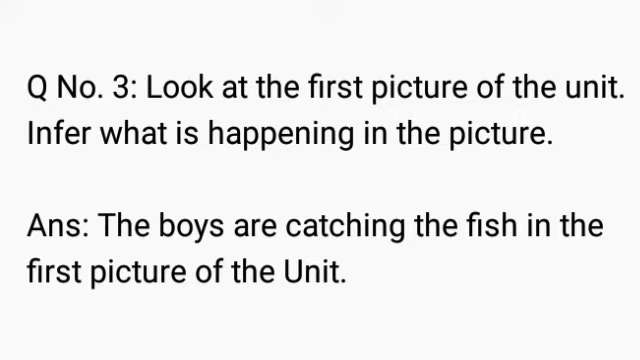 Q No. 3: Look at the first picture of the unit.
Infer what is happening in the picture.
Ans: The boys are catching the fish in the
first picture of the Unit.